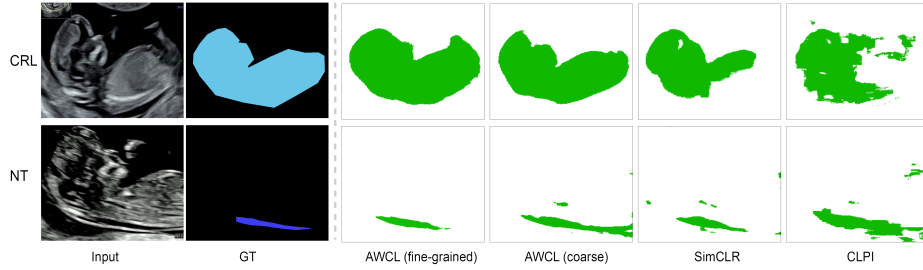 CRL
NT
Input
GT
AWCL (fine-grained)
AWCL (coarse)
SimCLR
CLPI